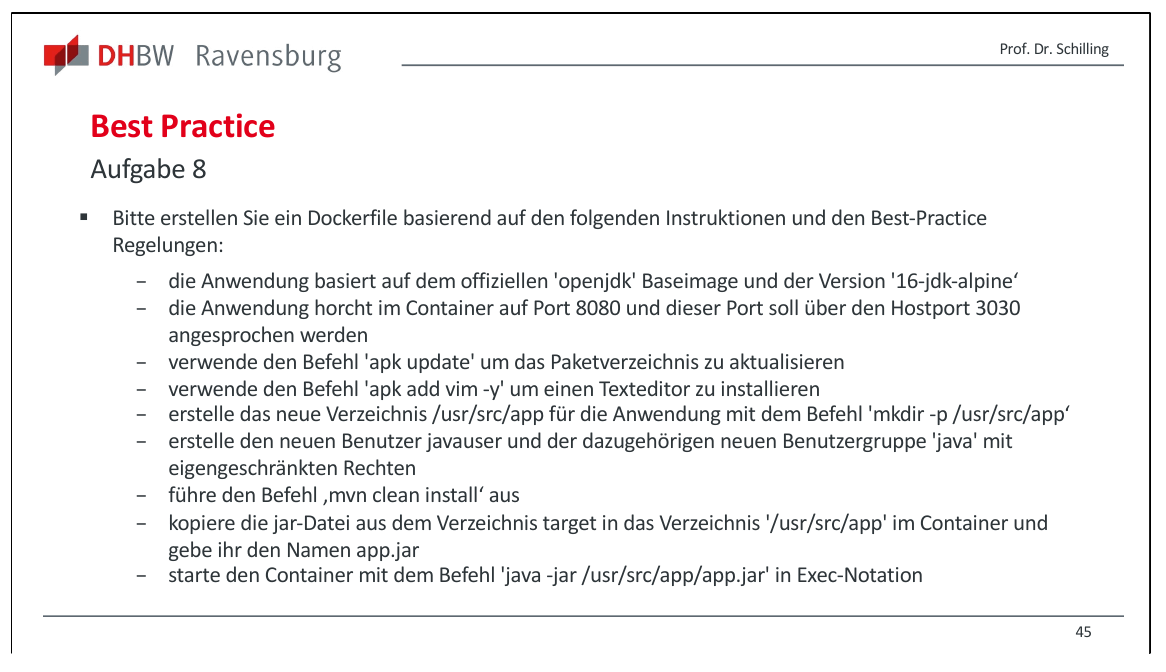 DHBW Ravensburg
Prof. Dr. Schilling
Best Practice
Aufgabe 8
▪ Bitte erstellen Sie ein Dockerfile basierend auf den folgenden Instruktionen und den Best-Practice
Regelungen:
− die Anwendung basiert auf dem offiziellen 'openjdk' Baseimage und der Version '16-jdk-alpine‘
− die Anwendung horcht im Container auf Port 8080 und dieser Port soll über den Hostport 3030
angesprochen werden
− verwende den Befehl 'apk update' um das Paketverzeichnis zu aktualisieren
− verwende den Befehl 'apk add vim -y' um einen Texteditor zu installieren
− erstelle das neue Verzeichnis /usr/src/app für die Anwendung mit dem Befehl 'mkdir -p /usr/src/app‘
− erstelle den neuen Benutzer javauser und der dazugehörigen neuen Benutzergruppe 'java' mit
eigengeschränkten Rechten
− führe den Befehl ‚mvn clean install‘ aus
− kopiere die jar-Datei aus dem Verzeichnis target in das Verzeichnis '/usr/src/app' im Container und
gebe ihr den Namen app.jar
− starte den Container mit dem Befehl 'java -jar /usr/src/app/app.jar' in Exec-Notation
45